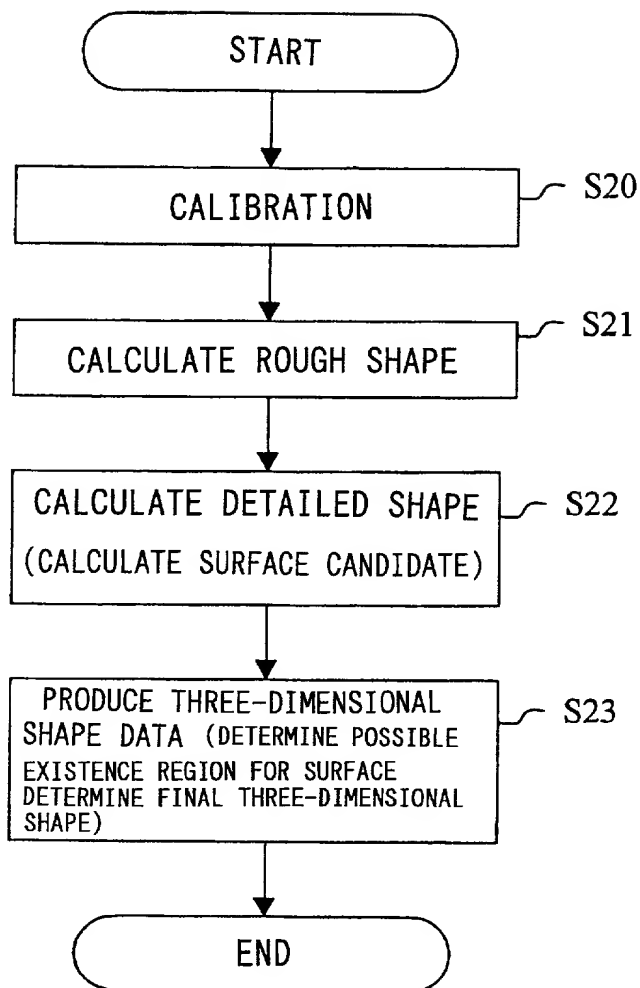 START
CALIBRATION
S20
CALCULATE ROUGH SHAPE
S21
CALCULATE DETAILED SHAPE
(CALCULATE SURFACE CANDIDATE)
S22
PRODUCE THREE-DIMENSIONAL
SHAPE DATA (DETERMINE POSSIBLE
EXISTENCE REGION FOR SURFACE
DETERMINE FINAL THREE-DIMENSIONAL
SHAPE)
S23
END